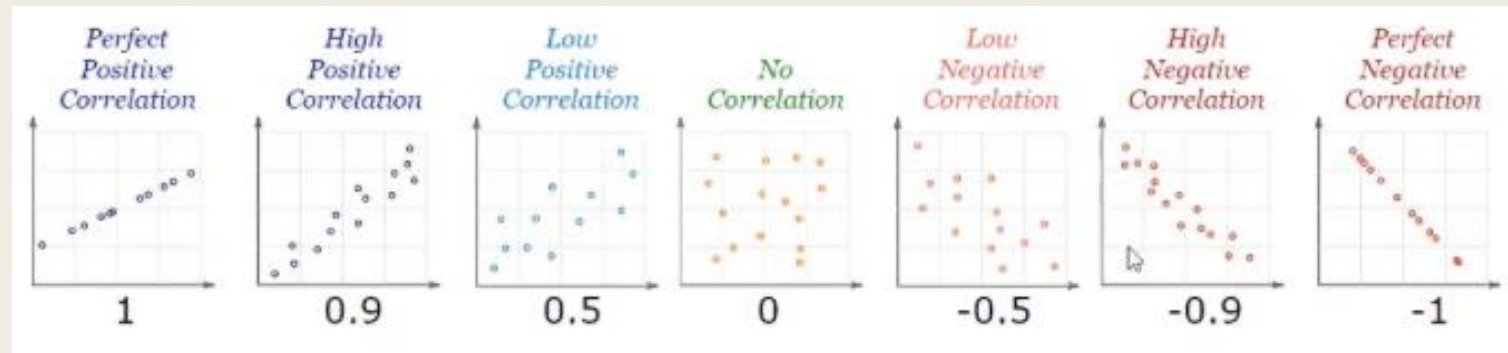 Perfect
Positive
Correlation
High
Positive
Correlation
Low
Positive
Correlation
No
Correlation
Low
Negative
Correlation
High
Negative
Correlation
Perfect
Negative
Correlation
1
0.9
0.5
0
-0.5
-0.9
-1